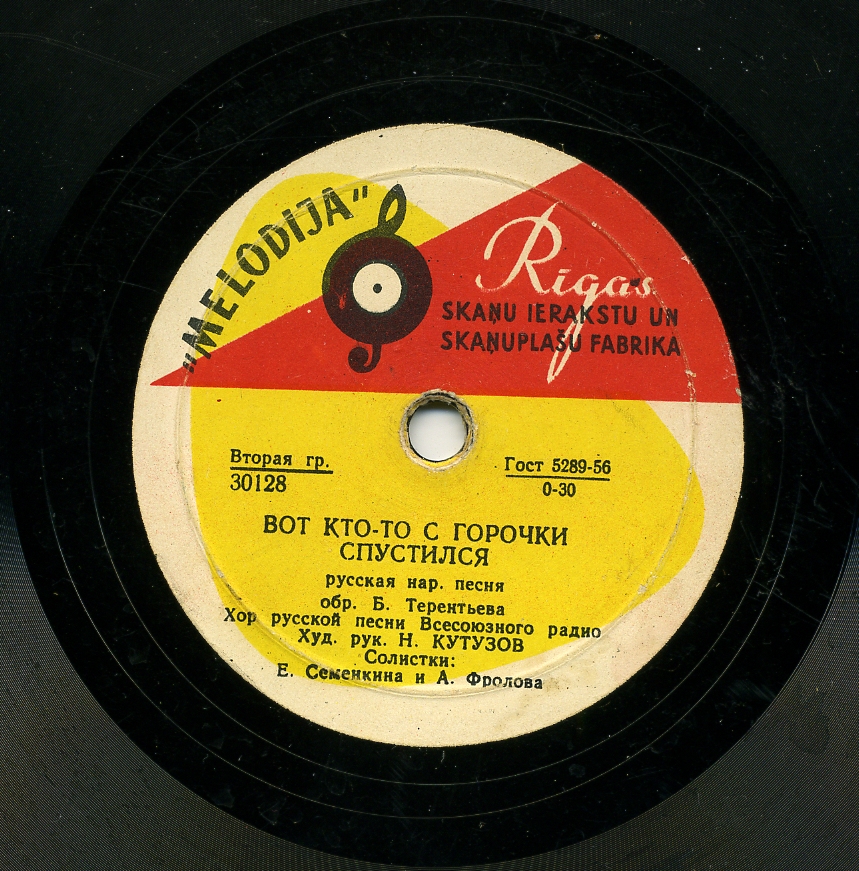 „MELODIJA"
Rīgas
SKAŅU IERAKSTU UN
SKAŅUPLAŠU FABRIKA
Вторая гр.
30128
Гост 5289-56
0-30
ВОТ КТО-ТО С ГОРОЧКИ
СПУСТИЛСЯ
русская нар. песня
обр. Б. Терентьева
Хор русской песни Всесоюзного радио
Худ. рук. Н. КУТУЗОВ
Солистки:
Е. Семенкина и А. Фролова